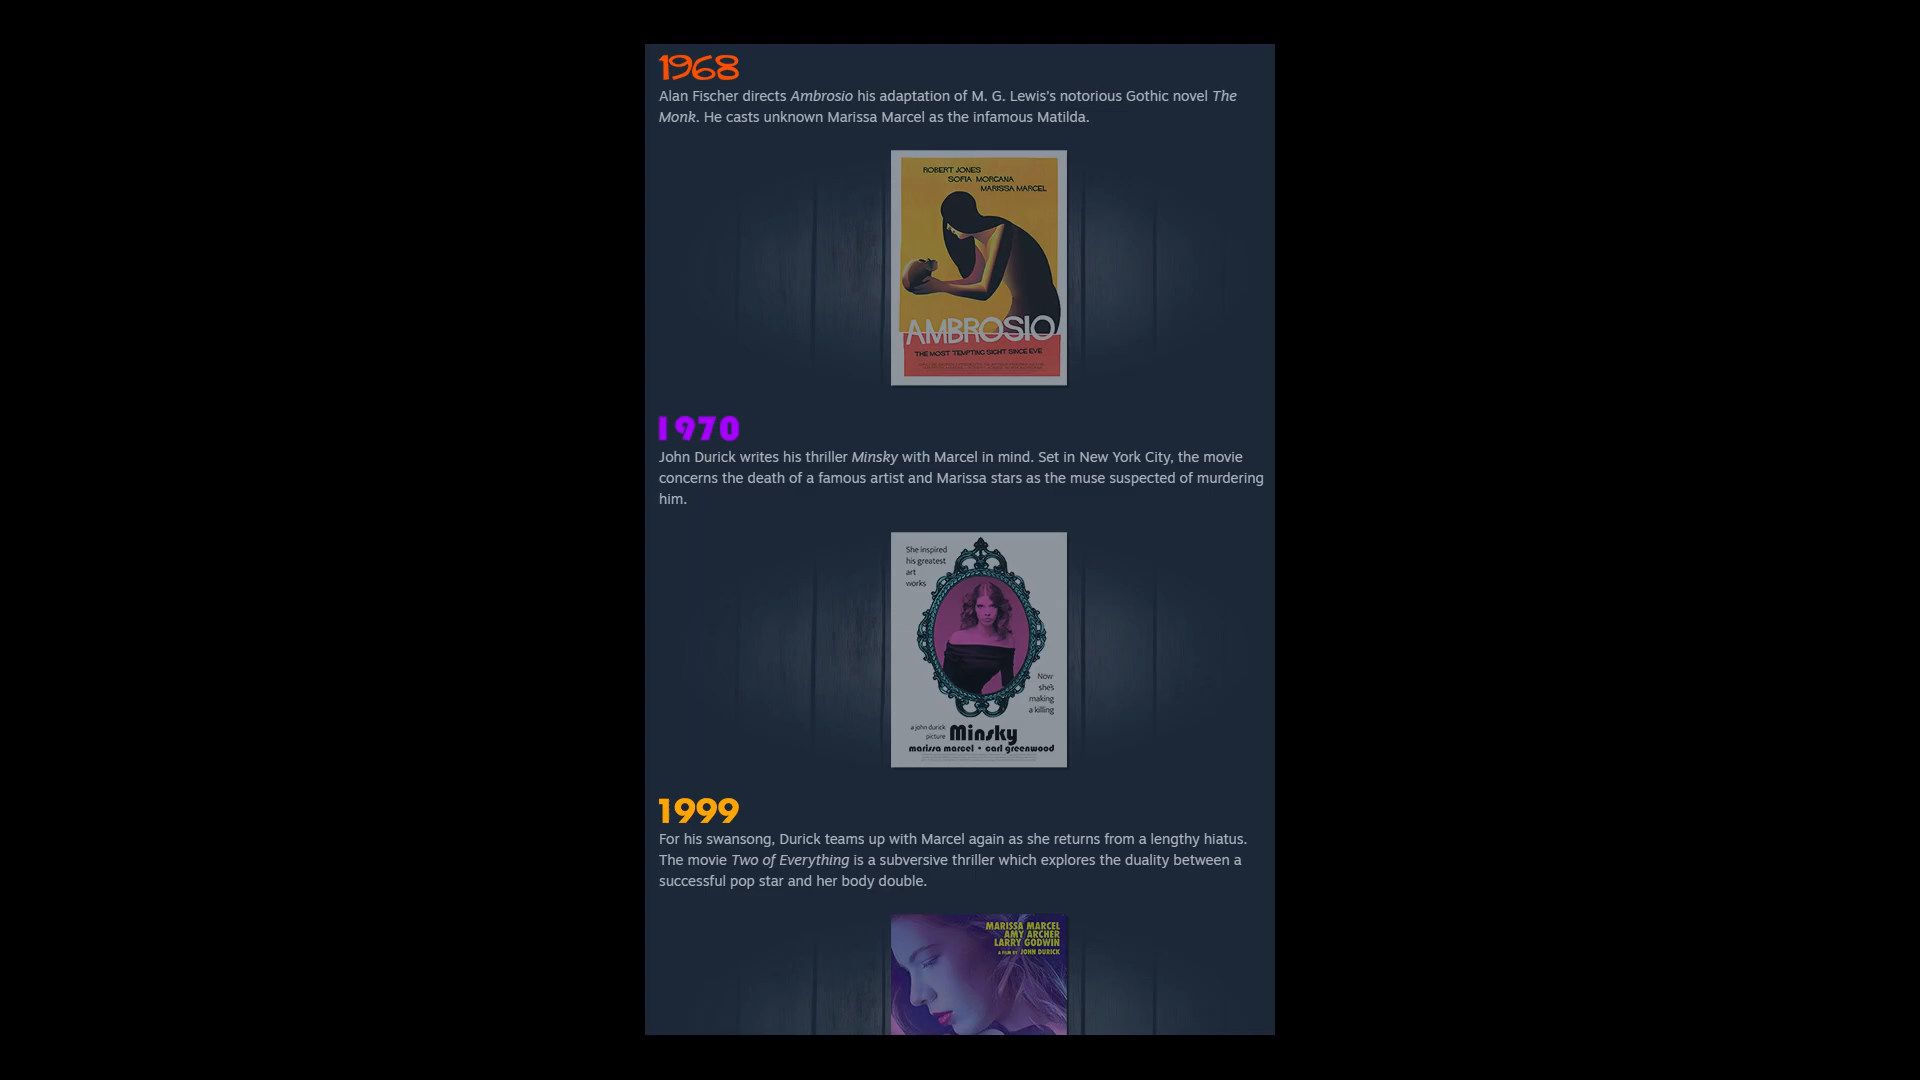 1968
Alan Fischer directs Ambrosio his adaptation of M. G. Lewis's notorious Gothic novel The
Monk. He casts unknown Marissa Marcel as the infamous Matilda.
ROBERT JONES
SOFIA MORGANA
MARISSA MARCEL
AMBROSIO
THE MOST TEMPTING SIGHT SINCE EVE
1970
John Durick writes his thriller Minsky with Marcel in mind. Set in New York City, the movie
concerns the death of a famous artist and Marissa stars as the muse suspected of murdering
him.
She inspired
his greatest
art
works
Now
she's
making
a killing
a john durick
picture
Minsky
marissa marcel • carl greenwood
1999
For his swansong, Durick teams up with Marcel again as she returns from a lengthy hiatus.
The movie Two of Everything is a subversive thriller which explores the duality between a
successful pop star and her body double.
MARISSA MARCEL
AMY ARCHER
LARRY GODWIN
A FILM BY JOHN DURICK